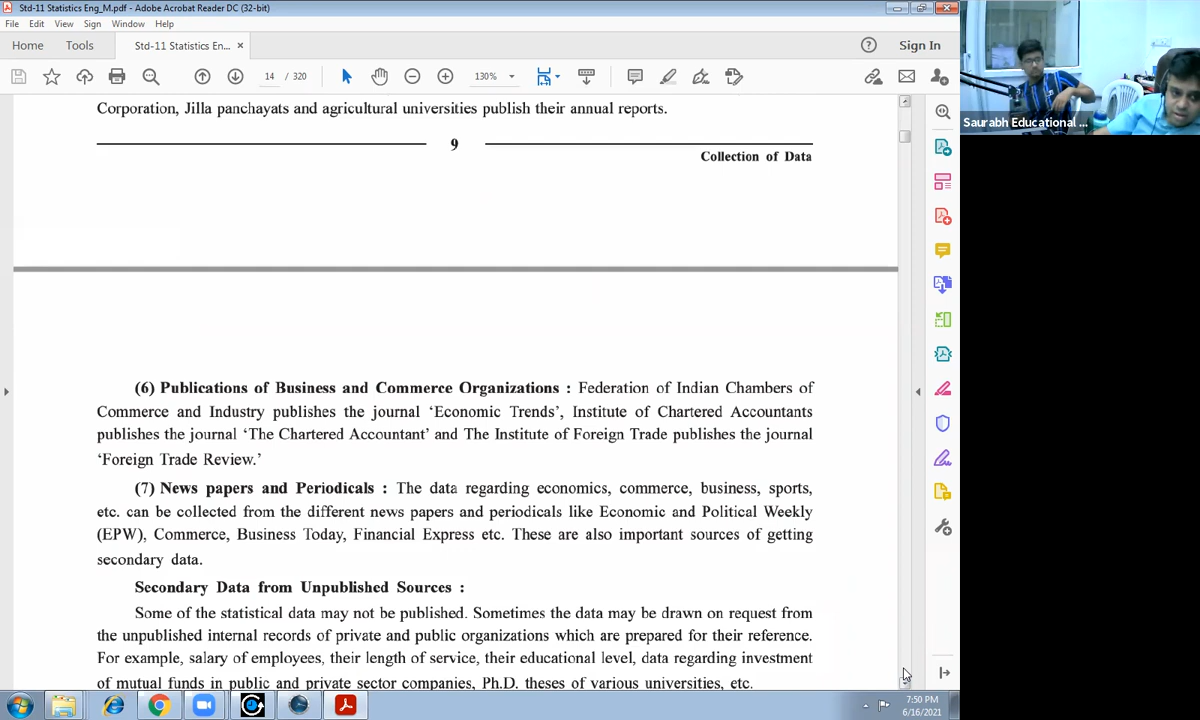 Std-11 Statistics Eng_M.pdf - Adobe Acrobat Reader DC (32-bit)
File Edit View Sign Window Help
Home Tools Std-11 Statistics En... × Sign In
14 / 320 130%
Corporation, Jilla panchayats and agricultural universities publish their annual reports.
9
Collection of Data
(6) Publications of Business and Commerce Organizations : Federation of Indian Chambers of
Commerce and Industry publishes the journal ‘Economic Trends’, Institute of Chartered Accountants
publishes the journal ‘The Chartered Accountant’ and The Institute of Foreign Trade publishes the journal
‘Foreign Trade Review.’
(7) News papers and Periodicals : The data regarding economics, commerce, business, sports,
etc. can be collected from the different news papers and periodicals like Economic and Political Weekly
(EPW), Commerce, Business Today, Financial Express etc. These are also important sources of getting
secondary data.
Secondary Data from Unpublished Sources :
Some of the statistical data may not be published. Sometimes the data may be drawn on request from
the unpublished internal records of private and public organizations which are prepared for their reference.
For example, salary of employees, their length of service, their educational level, data regarding investment
of mutual funds in public and private sector companies, Ph.D. theses of various universities, etc.
Saurabh Educational ...
7:50 PM
6/16/2021